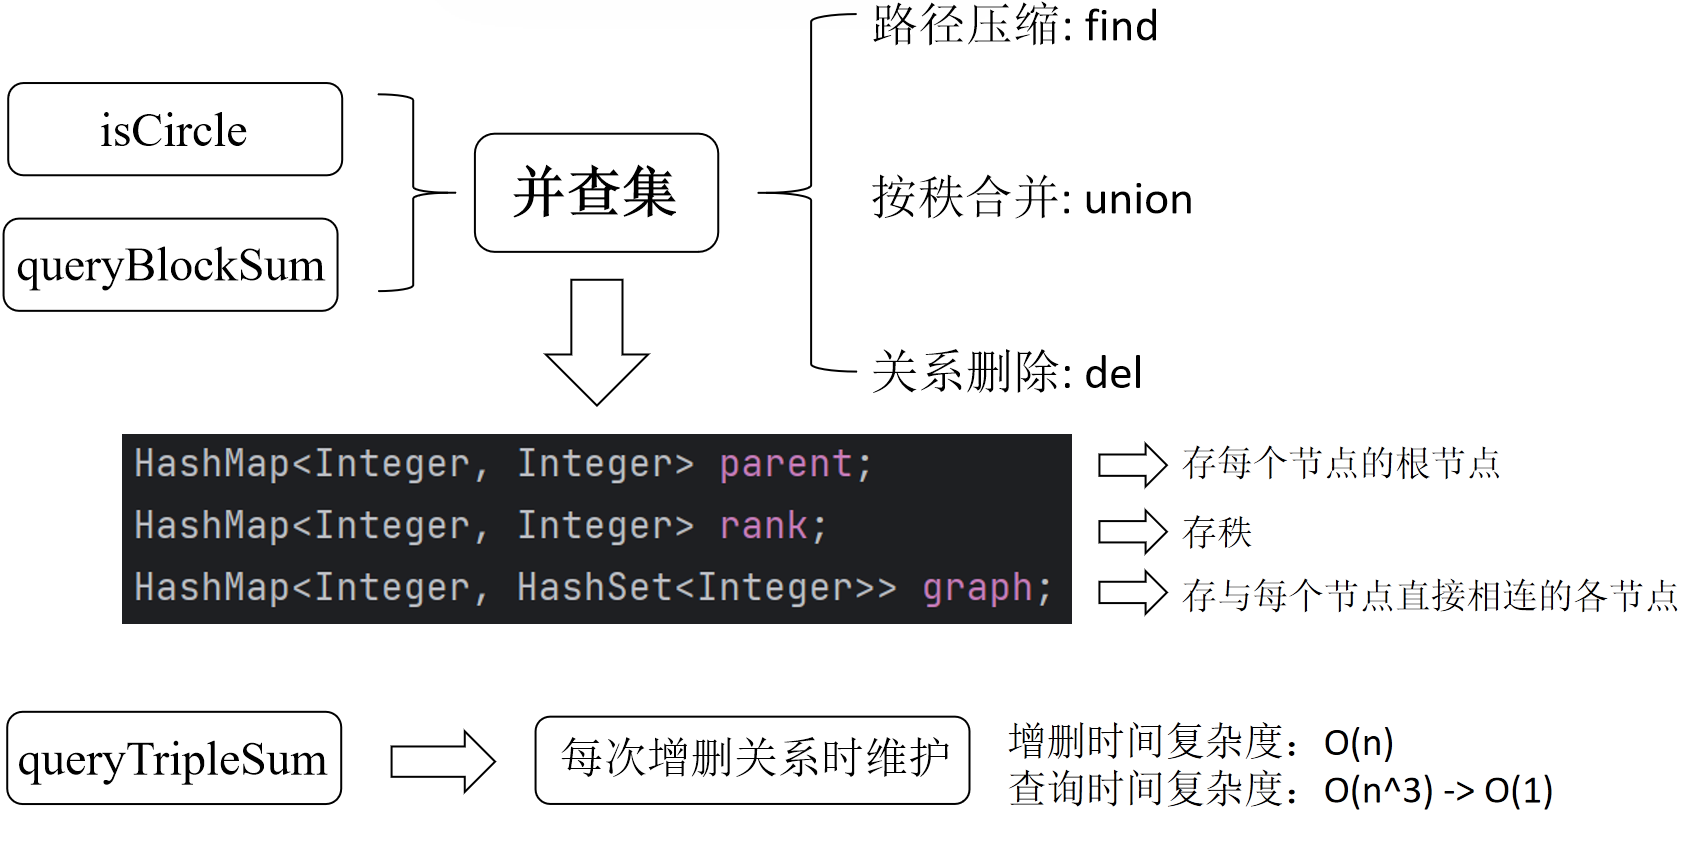 路径压缩: find
isCircle
并查集
按秩合并: union
queryBlockSum
关系删除: del
HashMap<Integer, Integer> parent;
存每个节点的根节点
HashMap<Integer, Integer> rank;
存秩
HashMap<Integer, HashSet<Integer>> graph;
存与每个节点直接相连的各节点
queryTripleSum
每次增删关系时维护
增删时间复杂度：O(n)
查询时间复杂度：O(n^3) -> O(1)